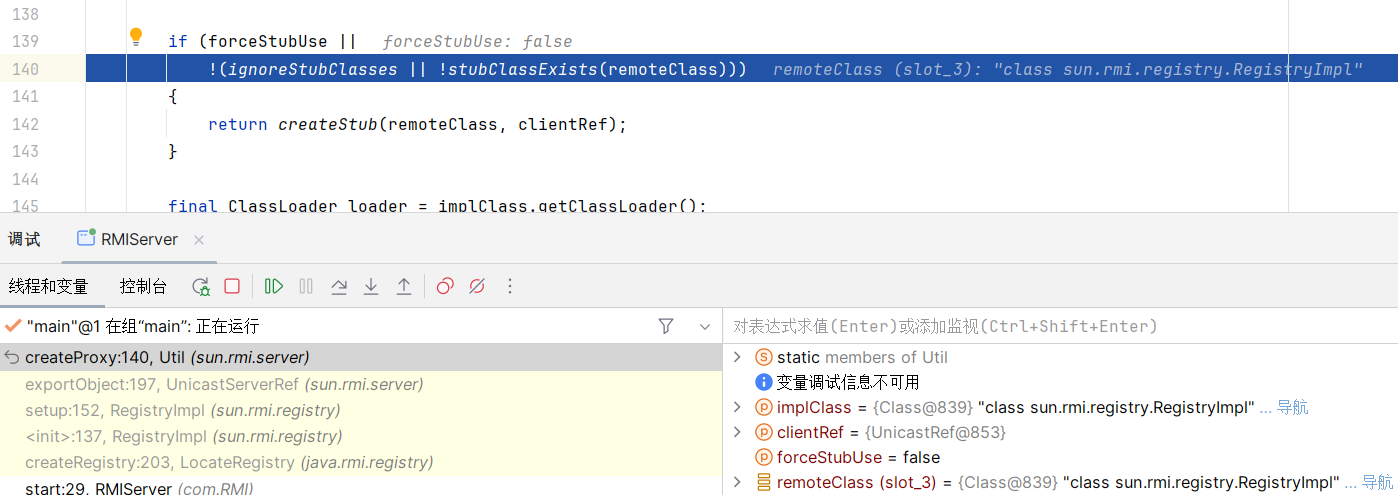 138
139 if (forceStubUse || forceStubUse: false
140 !(ignoreStubClasses || !stubClassExists(remoteClass))) remoteClass (slot_3): "class sun.rmi.registry.RegistryImpl"
141 {
142 return createStub(remoteClass, clientRef);
143 }
144
145 final ClassLoader loader = implClass.getClassLoader();
调试 RMIServer ×
线程和变量 控制台
"main"@1 在组“main”: 正在运行
createProxy:140, Util (sun.rmi.server)
exportObject:197, UnicastServerRef (sun.rmi.server)
setup:152, RegistryImpl (sun.rmi.registry)
<init>:137, RegistryImpl (sun.rmi.registry)
createRegistry:203, LocateRegistry (java.rmi.registry)
start:29, RMIServer (com.RMI)
对表达式求值(Enter)或添加监视(Ctrl+Shift+Enter)
static members of Util
变量调试信息不可用
implClass = {Class@839} "class sun.rmi.registry.RegistryImpl" ... 导航
clientRef = {UnicastRef@853}
forceStubUse = false
remoteClass (slot_3) = {Class@839} "class sun.rmi.registry.RegistryImpl" ... 导航